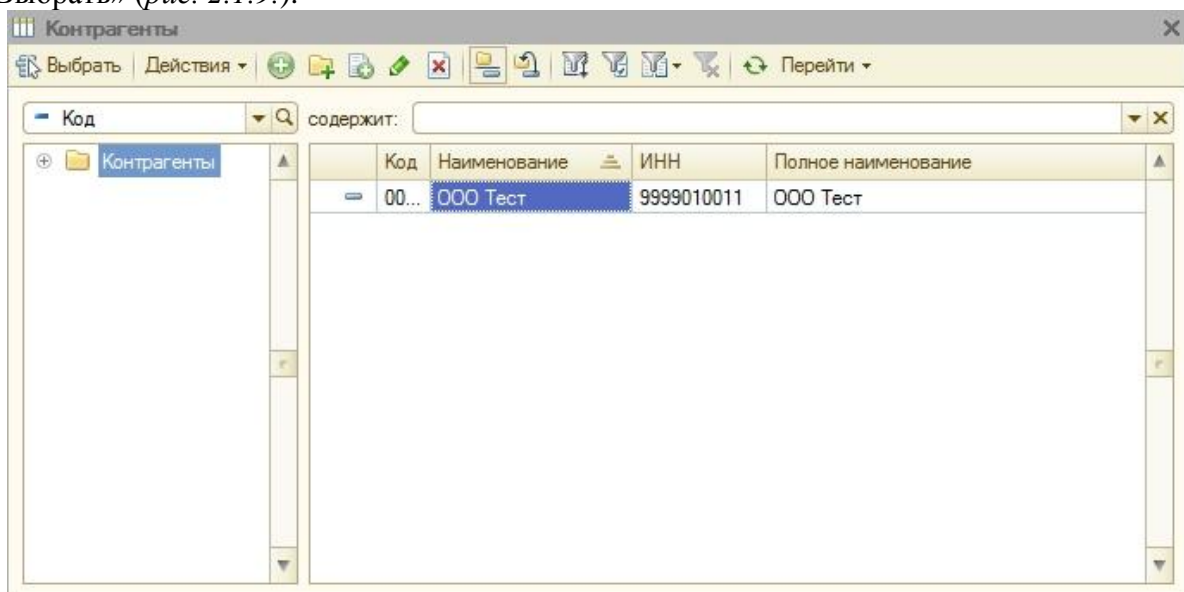 Выбрать» (рис. 2.1.9.).
Контрагенты
Выбрать Действия Перейти
Код содержит:
Контрагенты
Код Наименование ИНН Полное наименование
00... ООО Тест 9999010011 ООО Тест